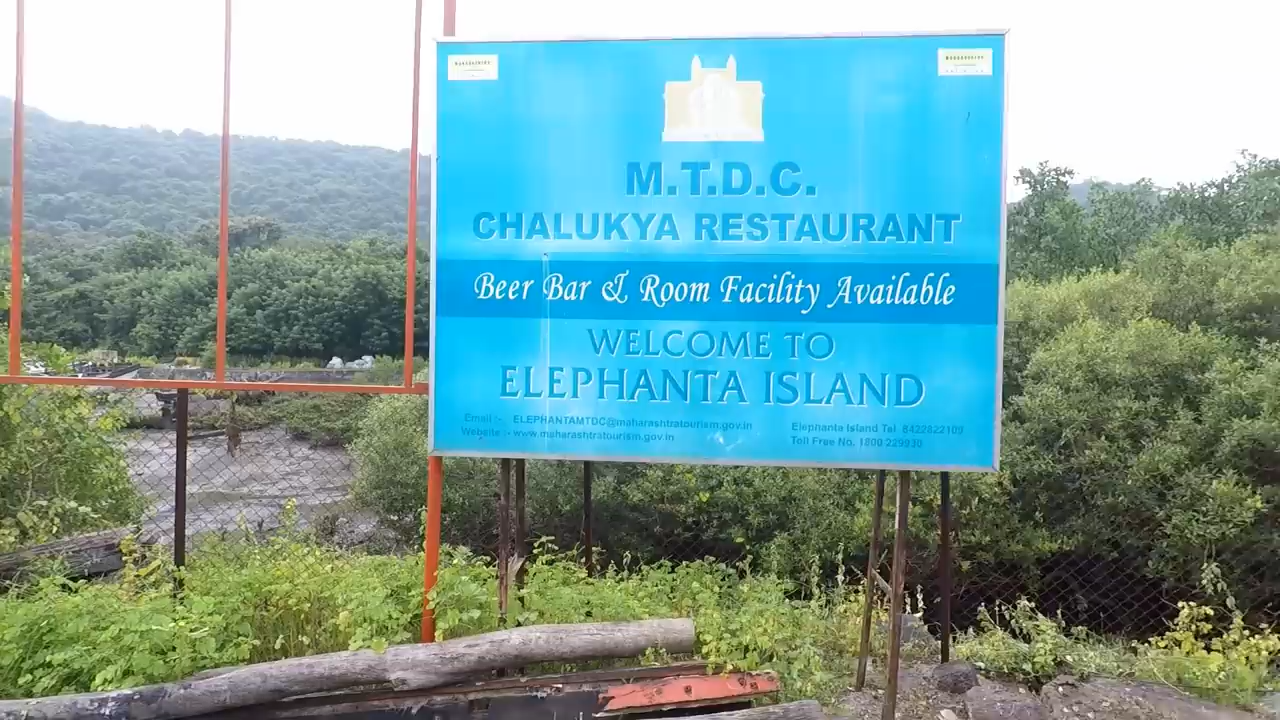 M.T.D.C.
CHALUKYA RESTAURANT
Beer Bar & Room Facility Available
WELCOME TO
ELEPHANTA ISLAND
Email :- ELEPHANTAMTDC@maharashtratourism.gov.in
Website :- www.maharashtratourism.gov.in
Elephanta Island Tel 8422822109
Toll Free No. 1800 229930